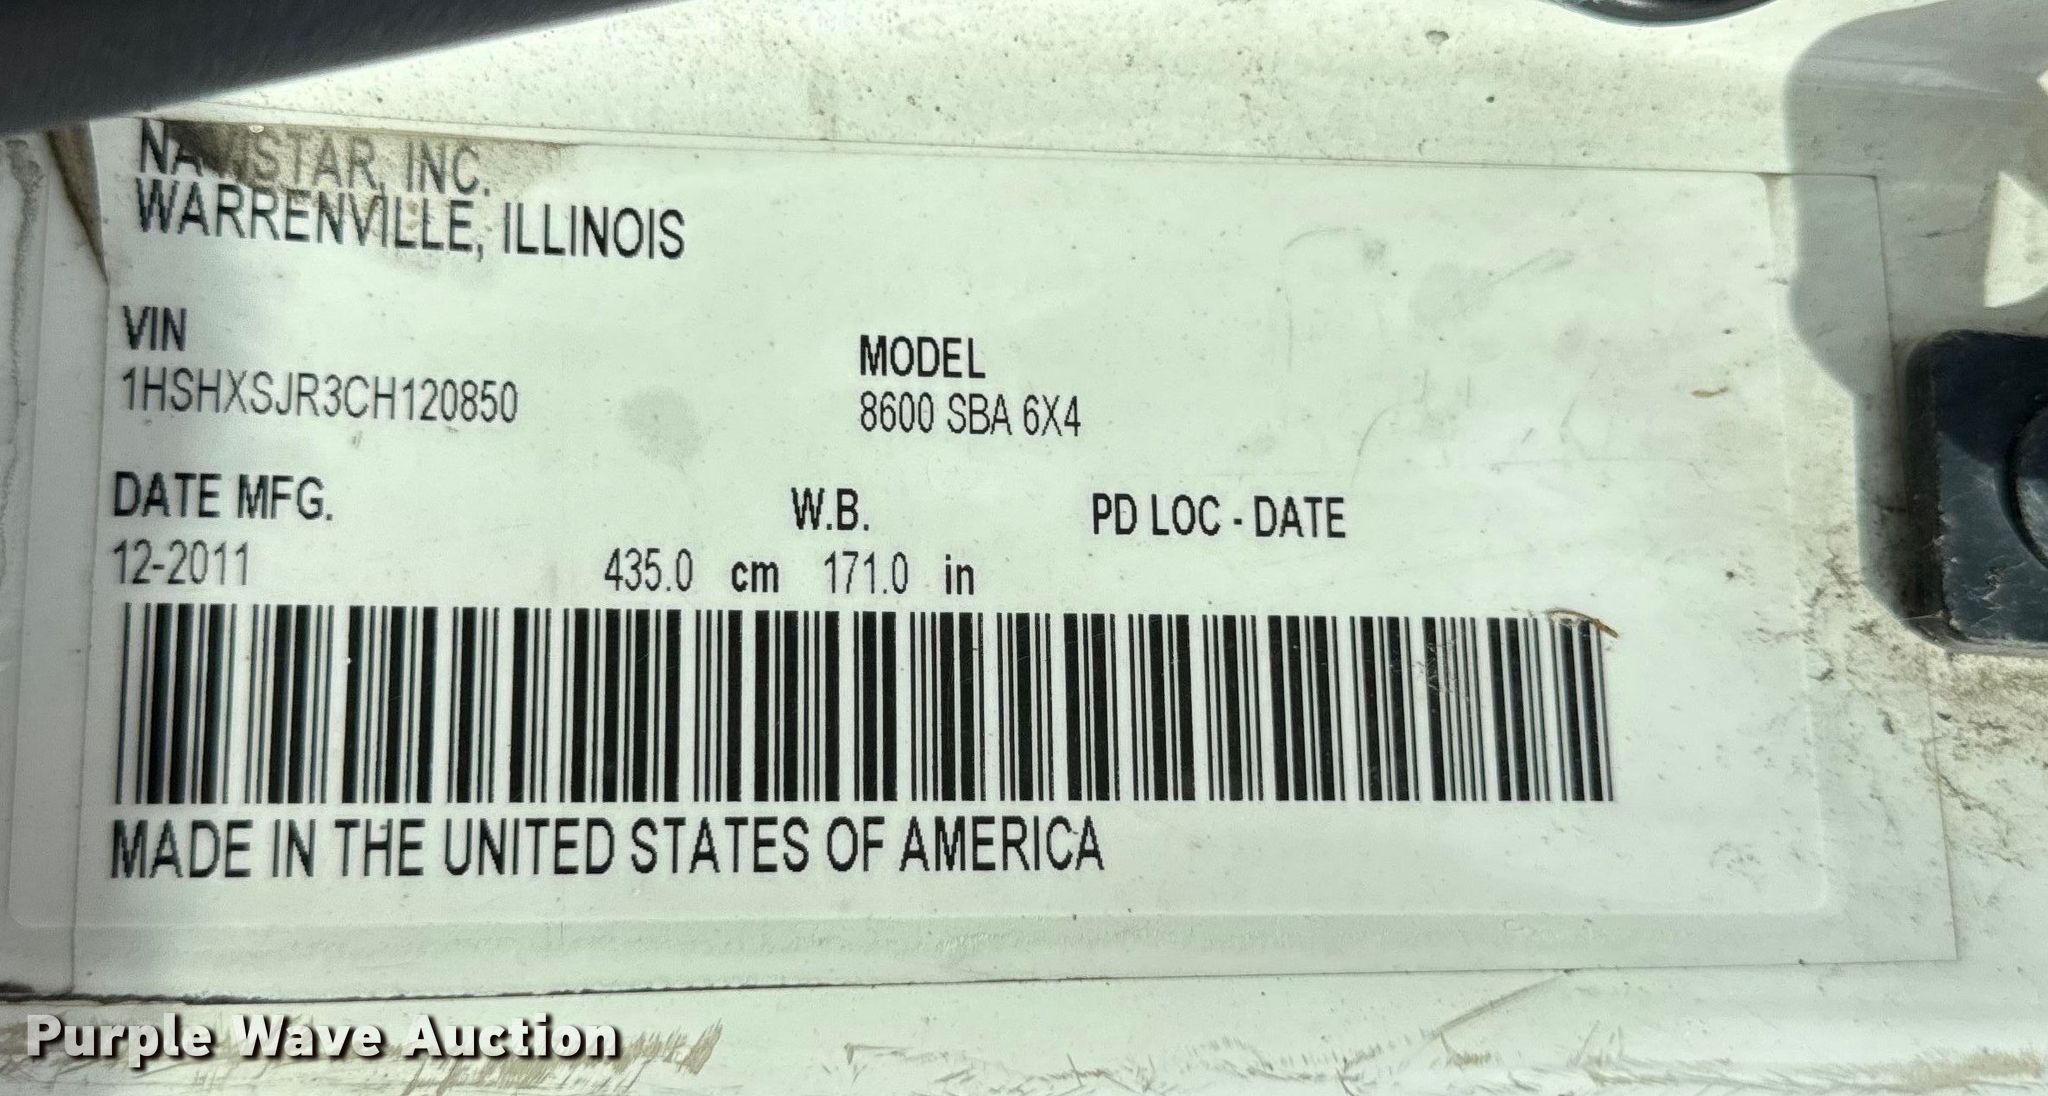 NAVISTAR, INC.
WARRENVILLE, ILLINOIS
VIN
1HSHXSJR3CH120850
MODEL
8600 SBA 6X4
DATE MFG.
12-2011
W.B.
435.0 cm 171.0 in
PD LOC - DATE
MADE IN THE UNITED STATES OF AMERICA
Purple Wave Auction